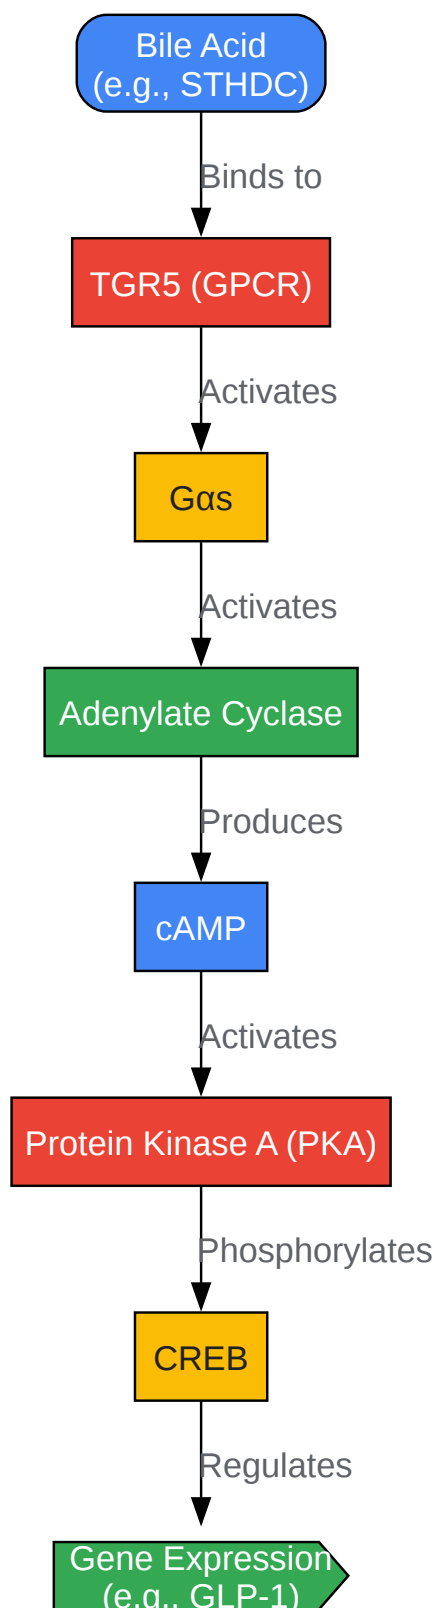 Bile Acid
(e.g., STHDC)
Binds to
TGR5 (GPCR)
Activates
Gαs
Activates
Adenylate Cyclase
Produces
cAMP
Activates
Protein Kinase A (PKA)
Phosphorylates
CREB
Regulates
Gene Expression
(e.g., GLP-1)